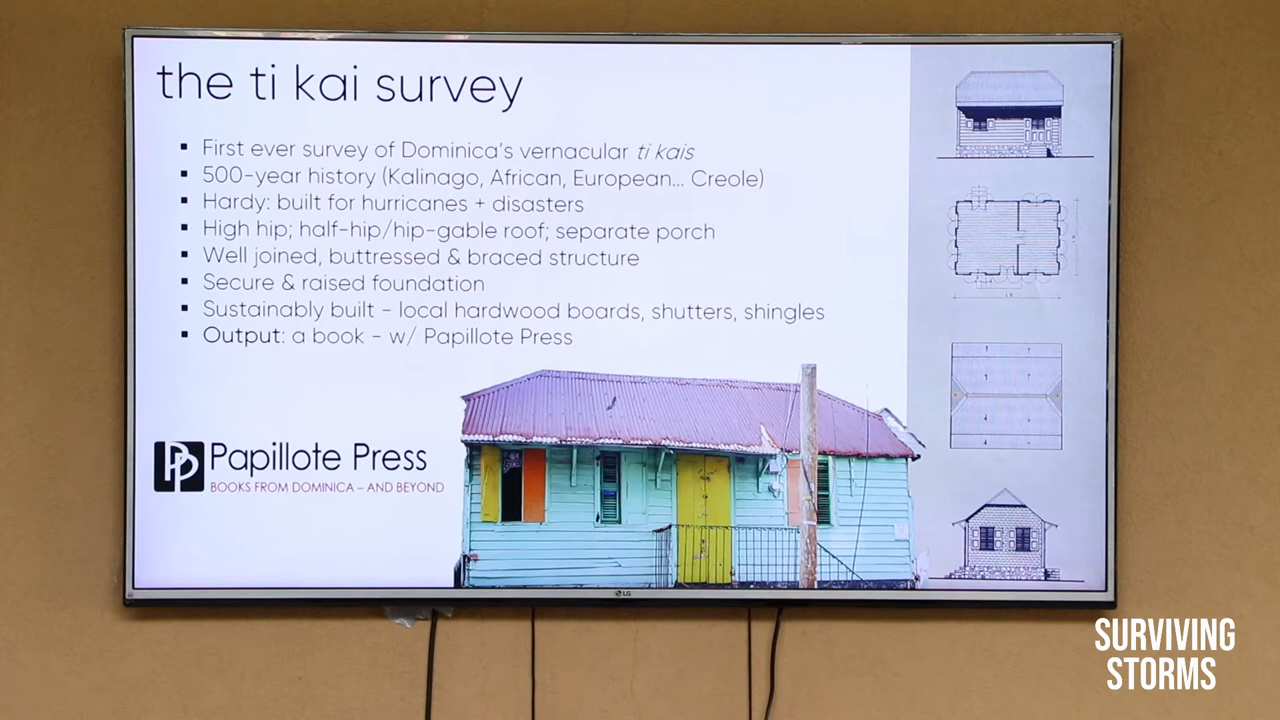 the ti kai survey
▪ First ever survey of Dominica's vernacular ti kais
▪ 500-year history (Kalinago, African, European... Creole)
▪ Hardy: built for hurricanes + disasters
▪ High hip; half-hip/hip-gable roof; separate porch
▪ Well joined, buttressed & braced structure
▪ Secure & raised foundation
▪ Sustainably built - local hardwood boards, shutters, shingles
▪ Output: a book - w/ Papillote Press
PP Papillote Press
BOOKS FROM DOMINICA – AND BEYOND
LG
SURVIVING
STORMS